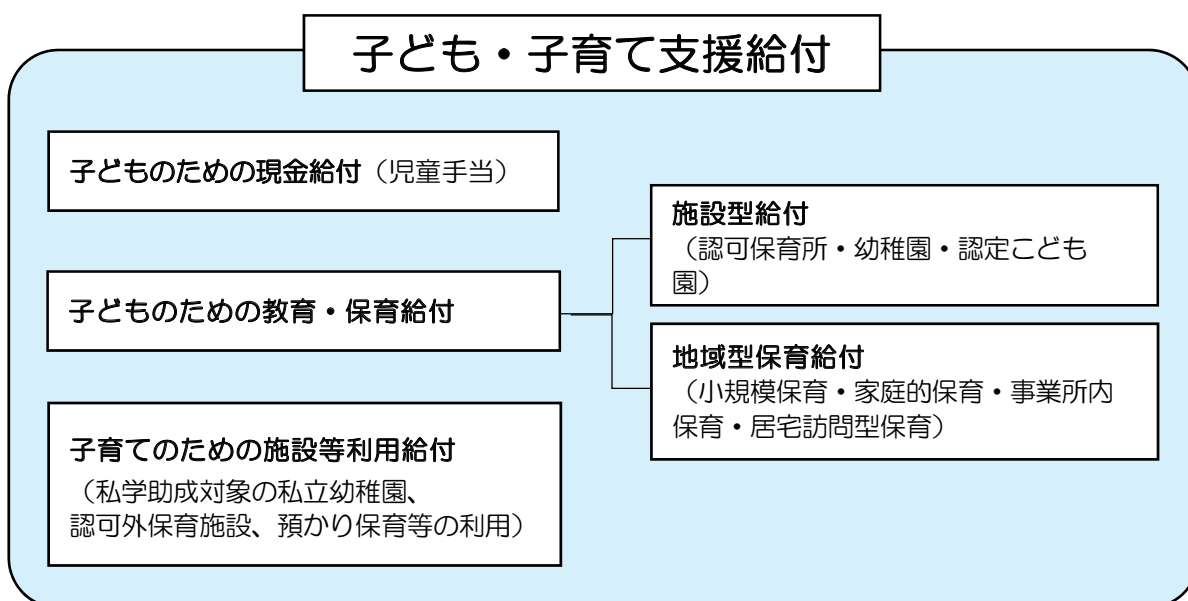 子ども・子育て支援給付
子どものための現金給付（児童手当）
子どものための教育・保育給付
施設型給付
（認可保育所・幼稚園・認定こども
園）
地域型保育給付
（小規模保育・家庭的保育・事業所内
保育・居宅訪問型保育）
子育てのための施設等利用給付
（私学助成対象の私立幼稚園、
認可外保育施設、預かり保育等の利用）